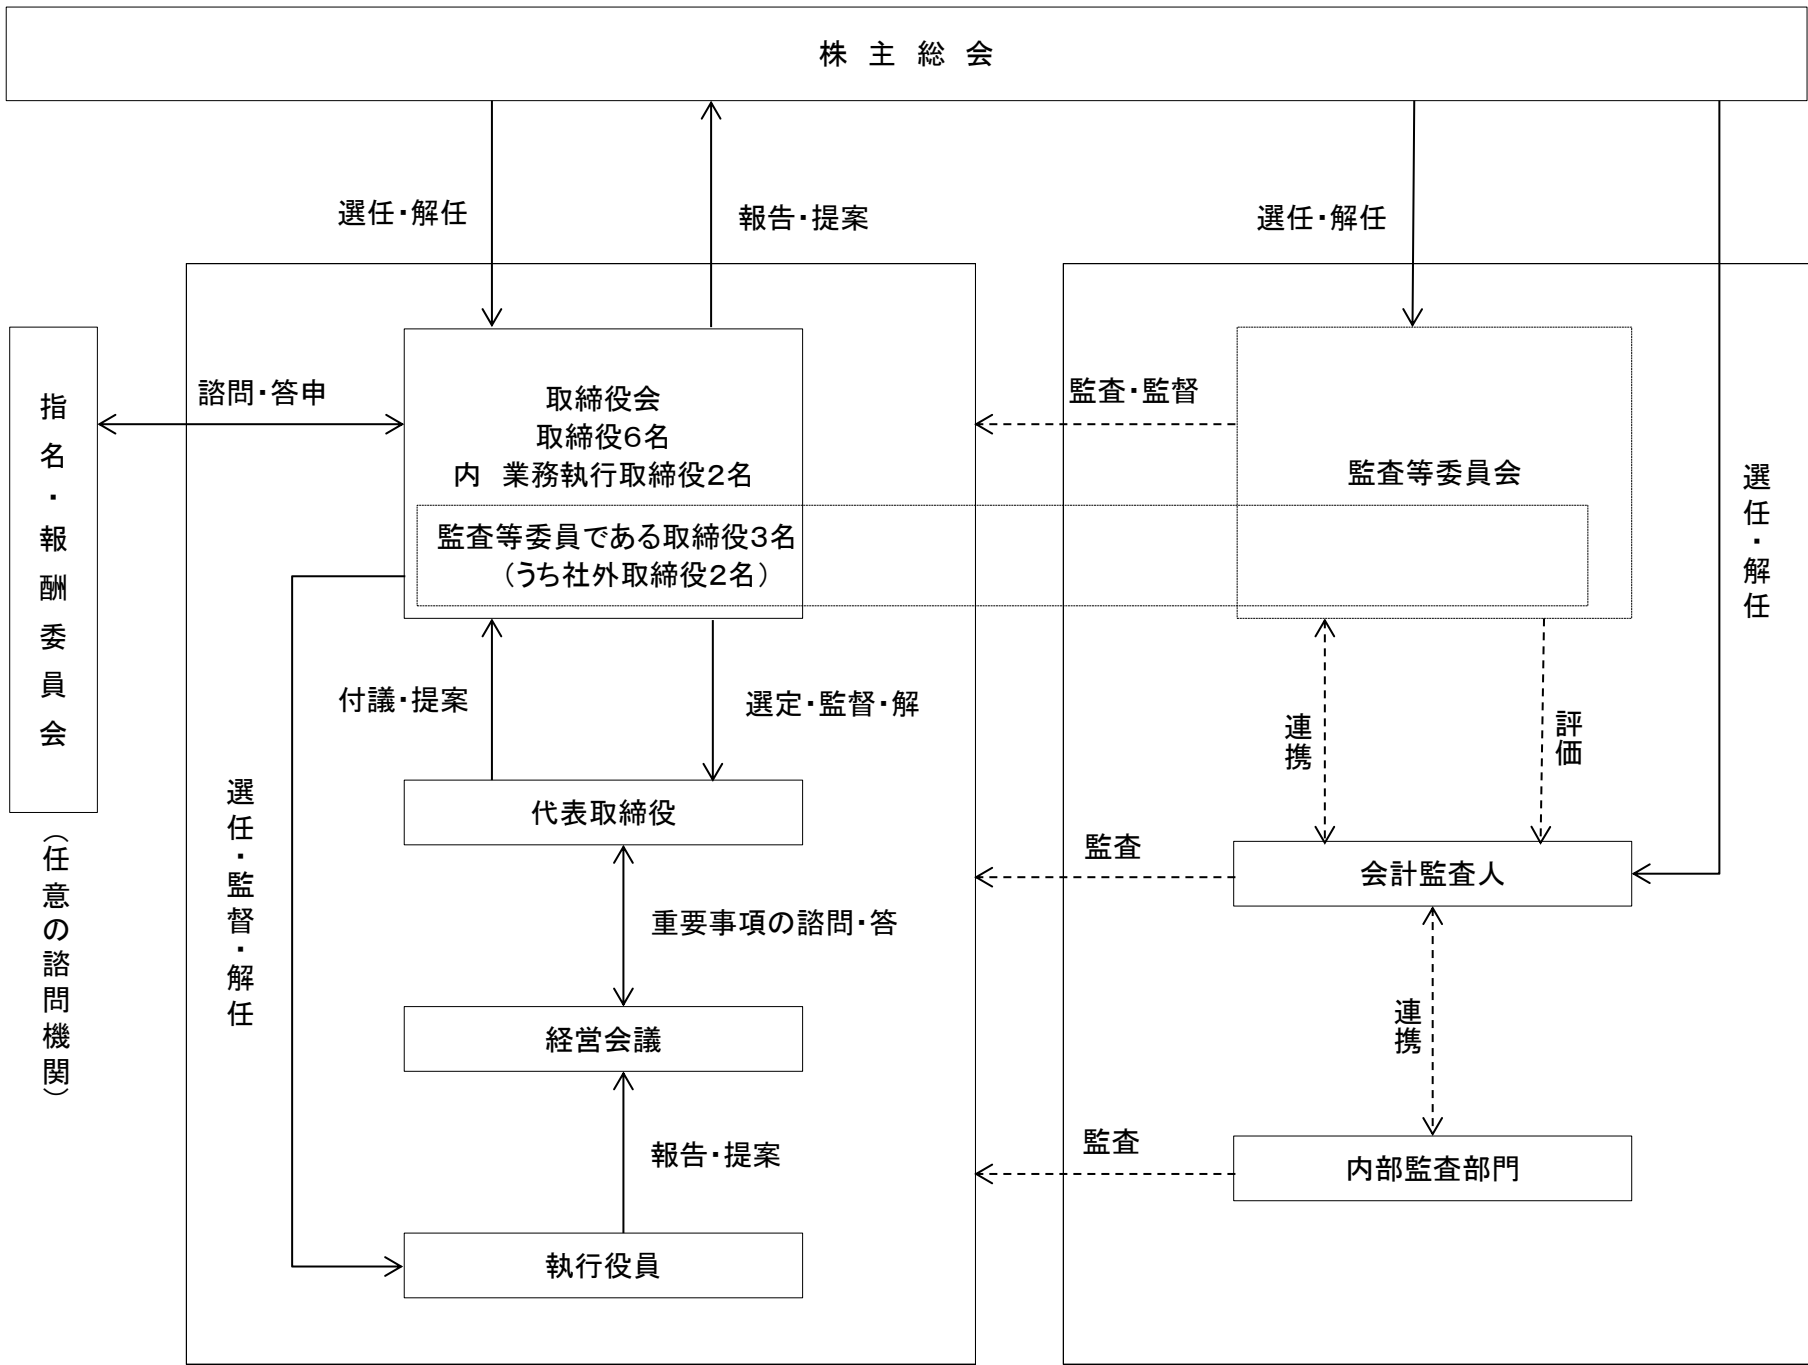 株 主 総 会
選任・解任
報告・提案
選任・解任
指名・報酬委員会
(任意の諮問機関)
諮問・答申
取締役会
取締役6名
内 業務執行取締役2名
監査等委員である取締役3名
(うち社外取締役2名)
監査・監督
監査等委員会
選任・解任
付議・提案
選定・監督・解
連携
評価
選任・監督・解任
代表取締役
監査
会計監査人
重要事項の諮問・答
経営会議
連携
報告・提案
監査
内部監査部門
執行役員